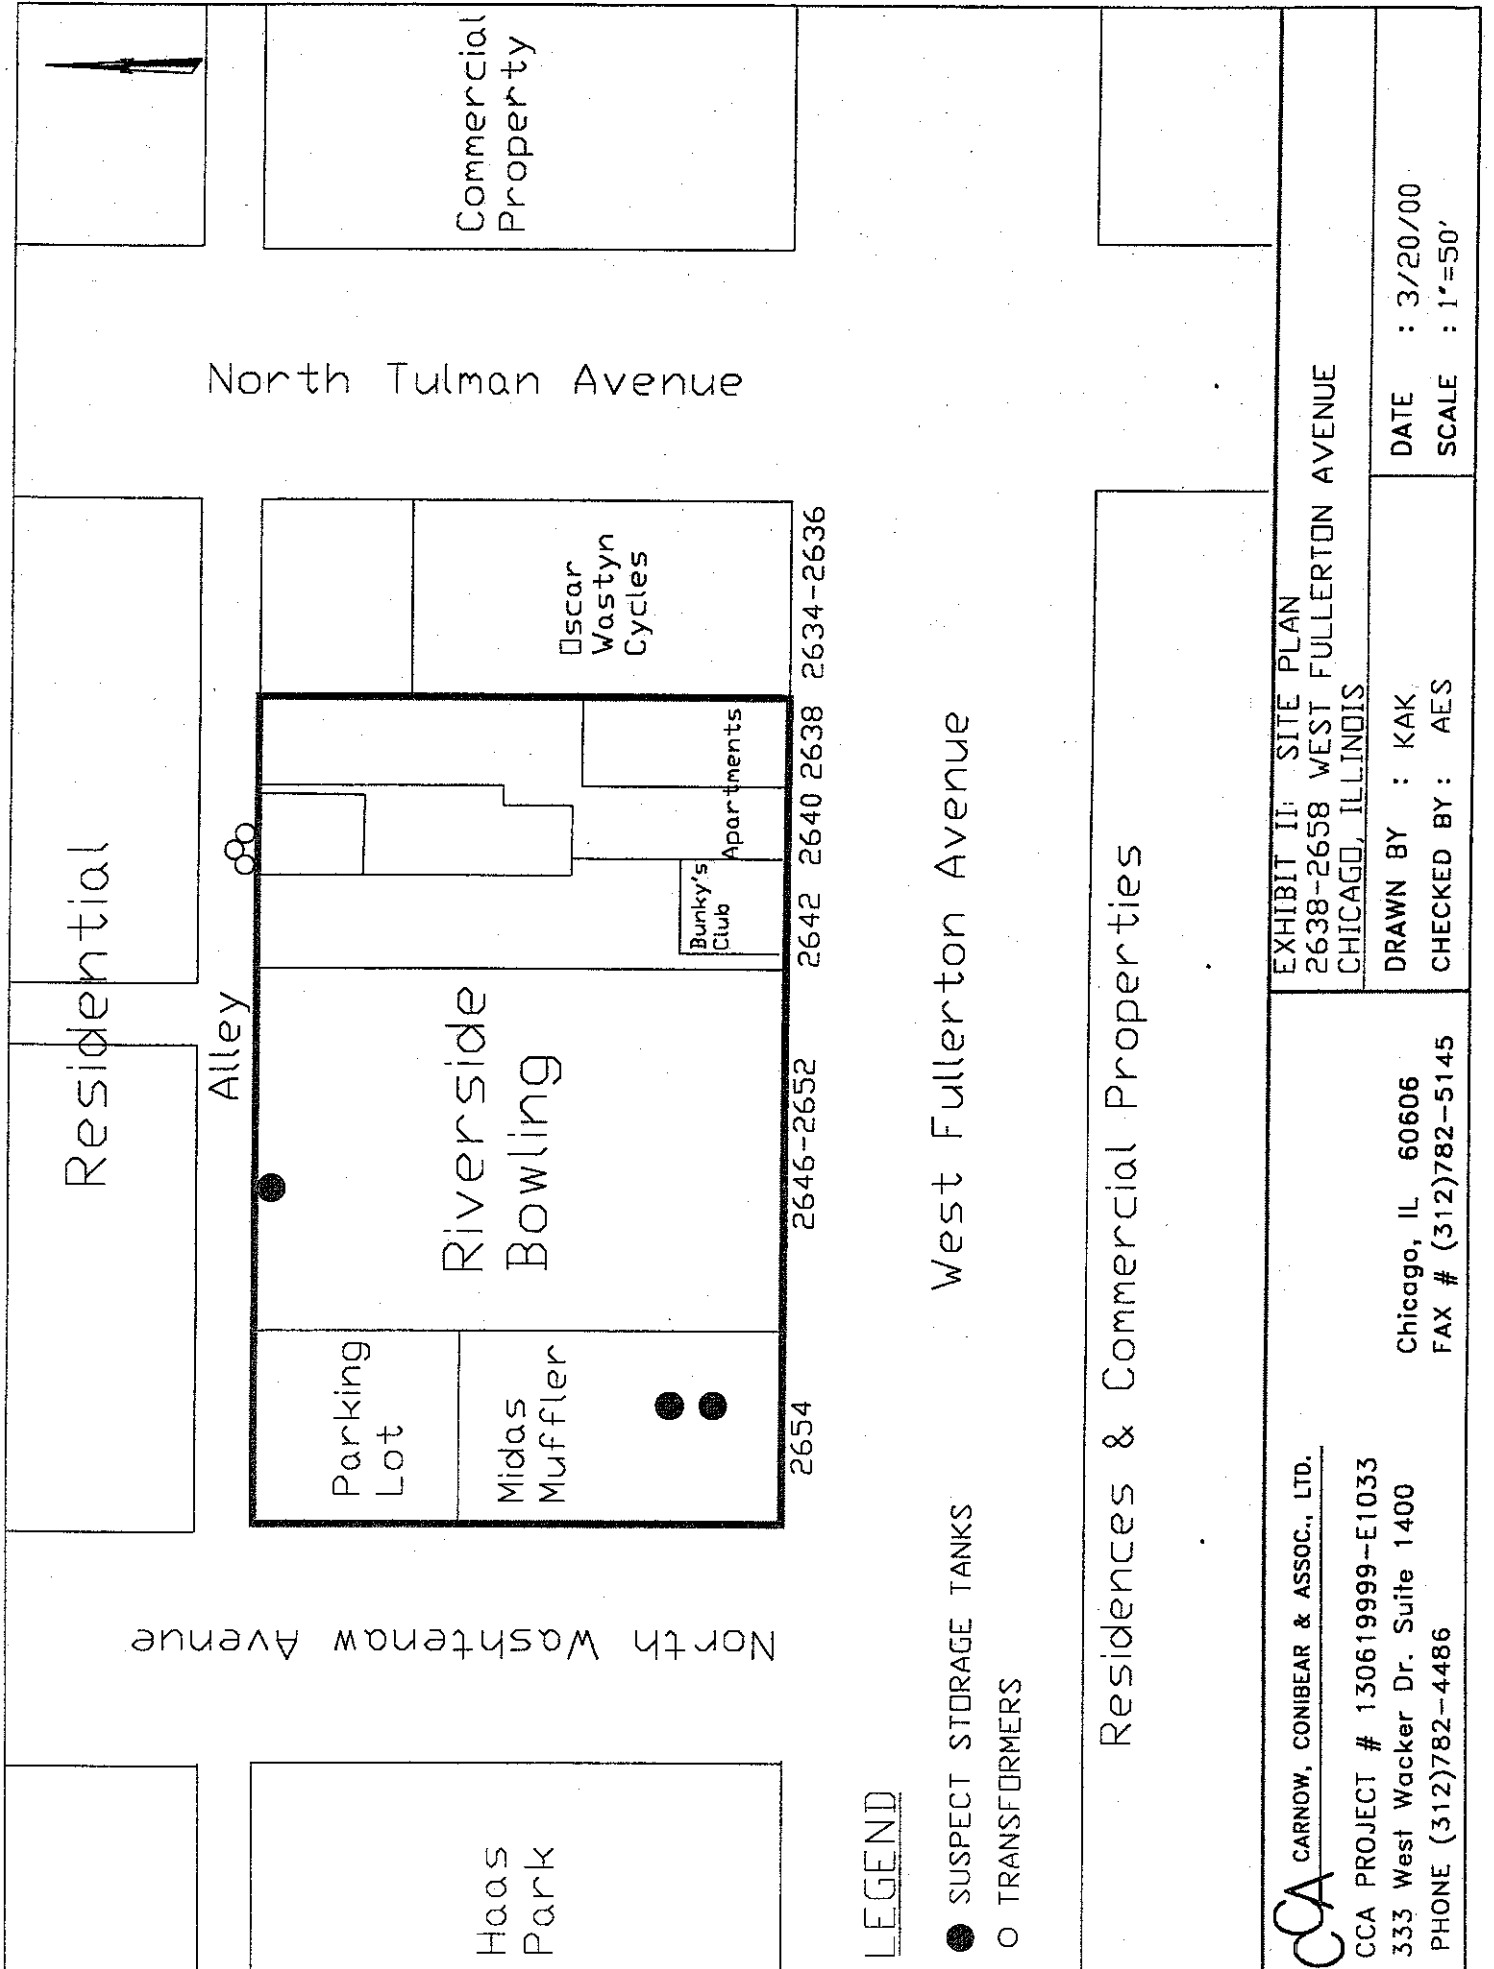 Residential
Alley
North Washtenaw Avenue
North Tulman Avenue
Haas
Park
Parking
Lot
Midas
Muffler
Riverside
Bowling
Bunky's
Club
Apartments
Oscar
Wastyn
Cycles
Commercial
Property
2654
2646-2652
2642
2640
2638
2634-2636
West Fullerton Avenue
LEGEND
SUSPECT STORAGE TANKS
TRANSFORMERS
Residences & Commercial Properties
CCA CARNOW, CONIBEAR & ASSOC., LTD.
CCA PROJECT # 130619999-E1033
333 West Wacker Dr. Suite 1400 Chicago, IL 60606
PHONE (312)782-4486 FAX # (312)782-5145
EXHIBIT II: SITE PLAN
2638-2658 WEST FULLERTON AVENUE
CHICAGO, ILLINOIS
DRAWN BY : KAK
CHECKED BY : AES
DATE : 3/20/00
SCALE : 1"=50'